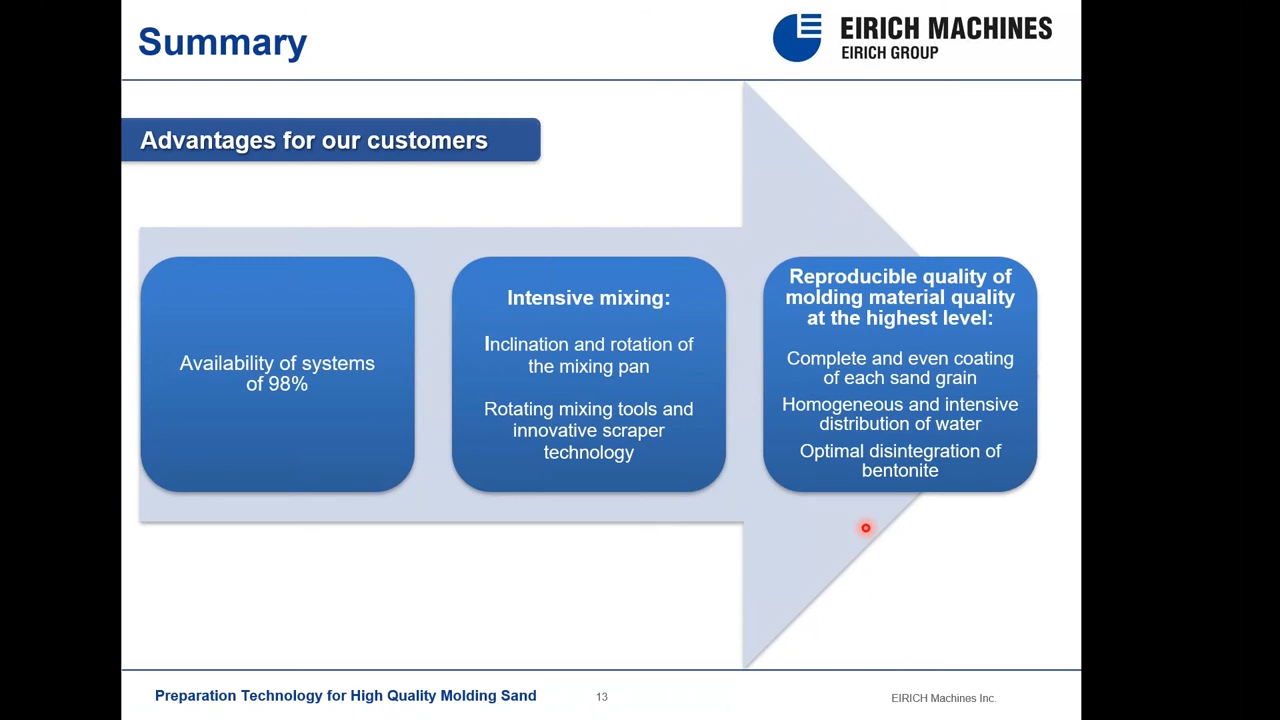 Summary
EIRICH MACHINES
EIRICH GROUP
Advantages for our customers
Availability of systems
of 98%
Intensive mixing:
Inclination and rotation of
the mixing pan
Rotating mixing tools and
innovative scraper
technology
Reproducible quality of
molding material quality
at the highest level:
Complete and even coating
of each sand grain
Homogeneous and intensive
distribution of water
Optimal disintegration of
bentonite
Preparation Technology for High Quality Molding Sand
13
EIRICH Machines Inc.